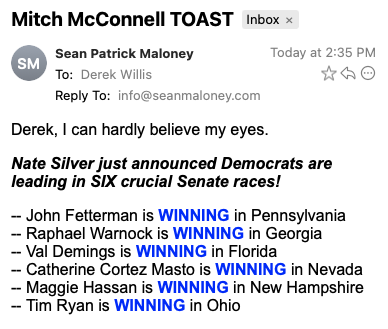 Mitch McConnell TOAST Inbox ×
SM
Sean Patrick Maloney Today at 2:35 PM
To: Derek Willis
Reply To: info@seanmaloney.com
Derek, I can hardly believe my eyes.
Nate Silver just announced Democrats are
leading in SIX crucial Senate races!
-- John Fetterman is WINNING in Pennsylvania
-- Raphael Warnock is WINNING in Georgia
-- Val Demings is WINNING in Florida
-- Catherine Cortez Masto is WINNING in Nevada
-- Maggie Hassan is WINNING in New Hampshire
-- Tim Ryan is WINNING in Ohio